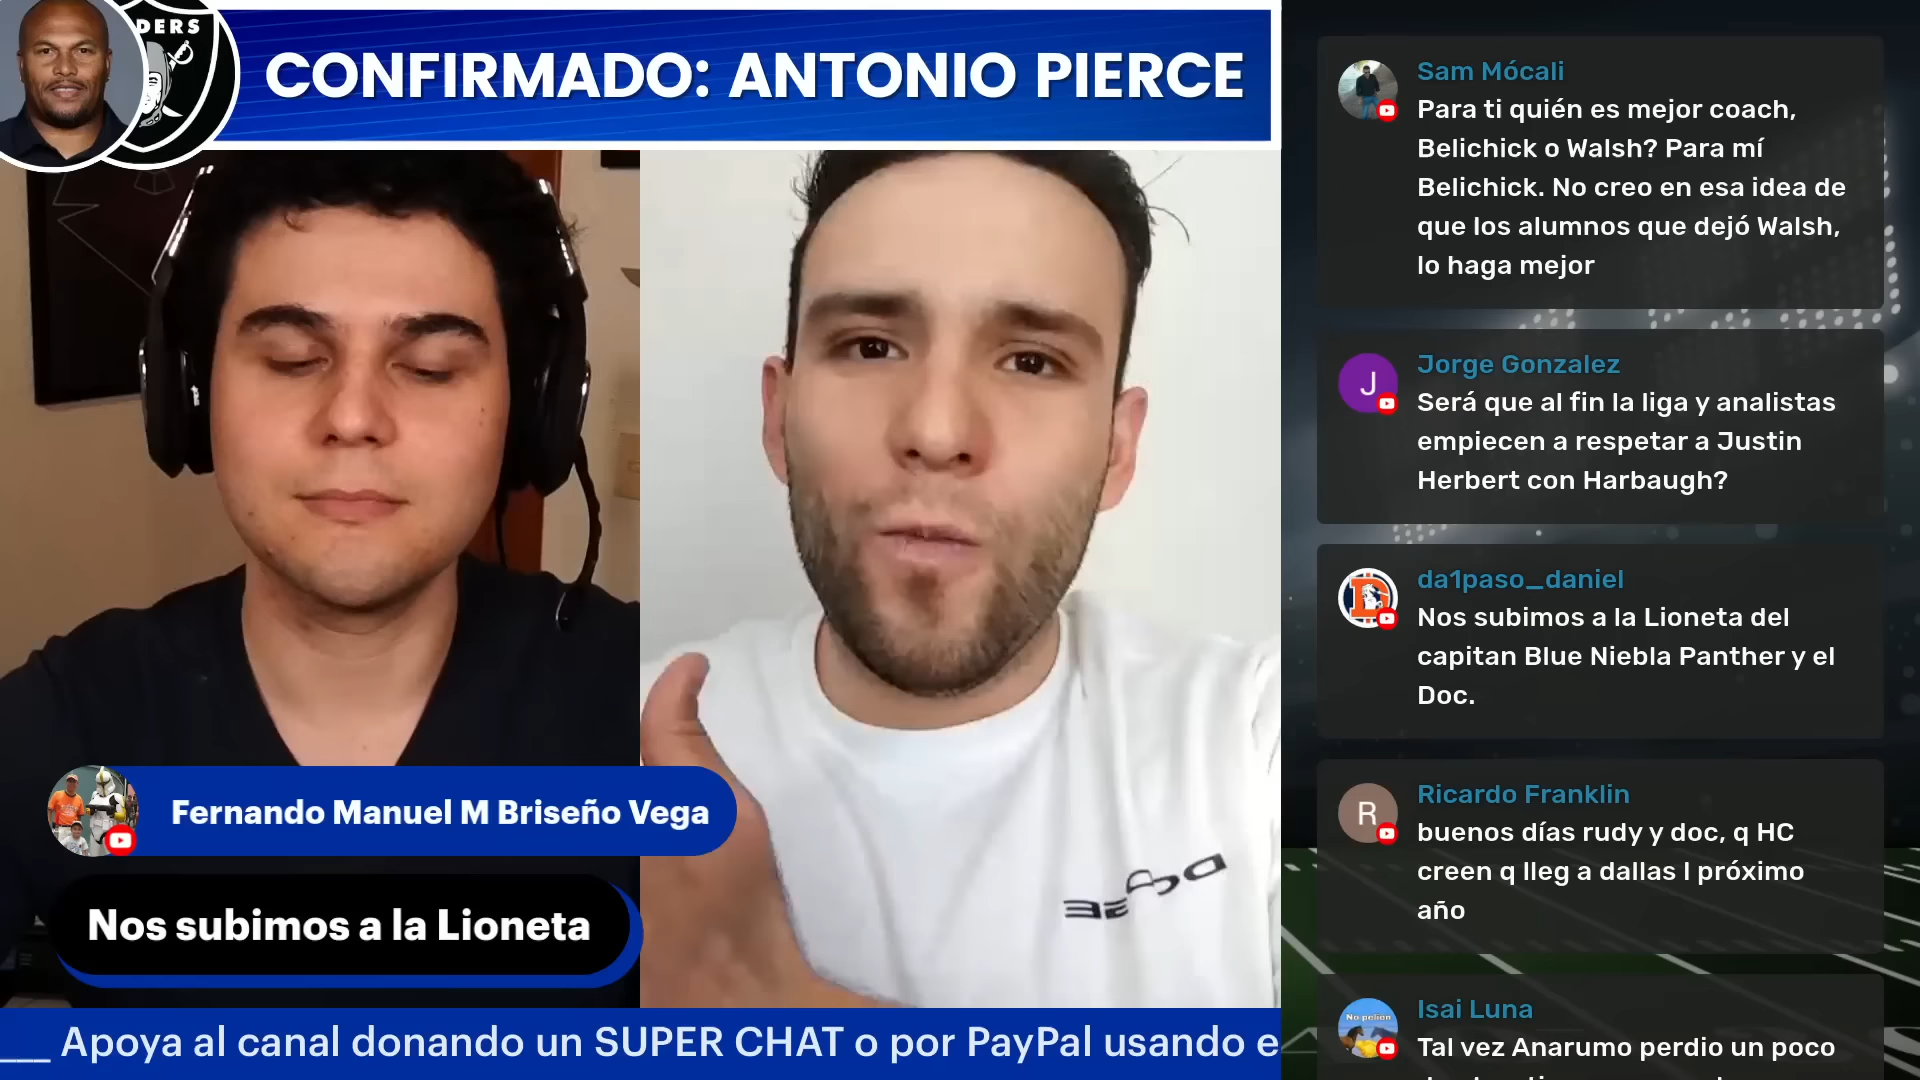 DERS
CONFIRMADO: ANTONIO PIERCE
Fernando Manuel M Briseño Vega
Nos subimos a la Lioneta
___ Apoya al canal donando un SUPER CHAT o por PayPal usando e
Sam Mócali
Para ti quién es mejor coach,
Belichick o Walsh? Para mí
Belichick. No creo en esa idea de
que los alumnos que dejó Walsh,
lo haga mejor
J
Jorge Gonzalez
Será que al fin la liga y analistas
empiecen a respetar a Justin
Herbert con Harbaugh?
da1paso_daniel
Nos subimos a la Lioneta del
capitan Blue Niebla Panther y el
Doc.
R
Ricardo Franklin
buenos días rudy y doc, q HC
creen q lleg a dallas l próximo
año
No pelion
Isai Luna
Tal vez Anarumo perdio un poco